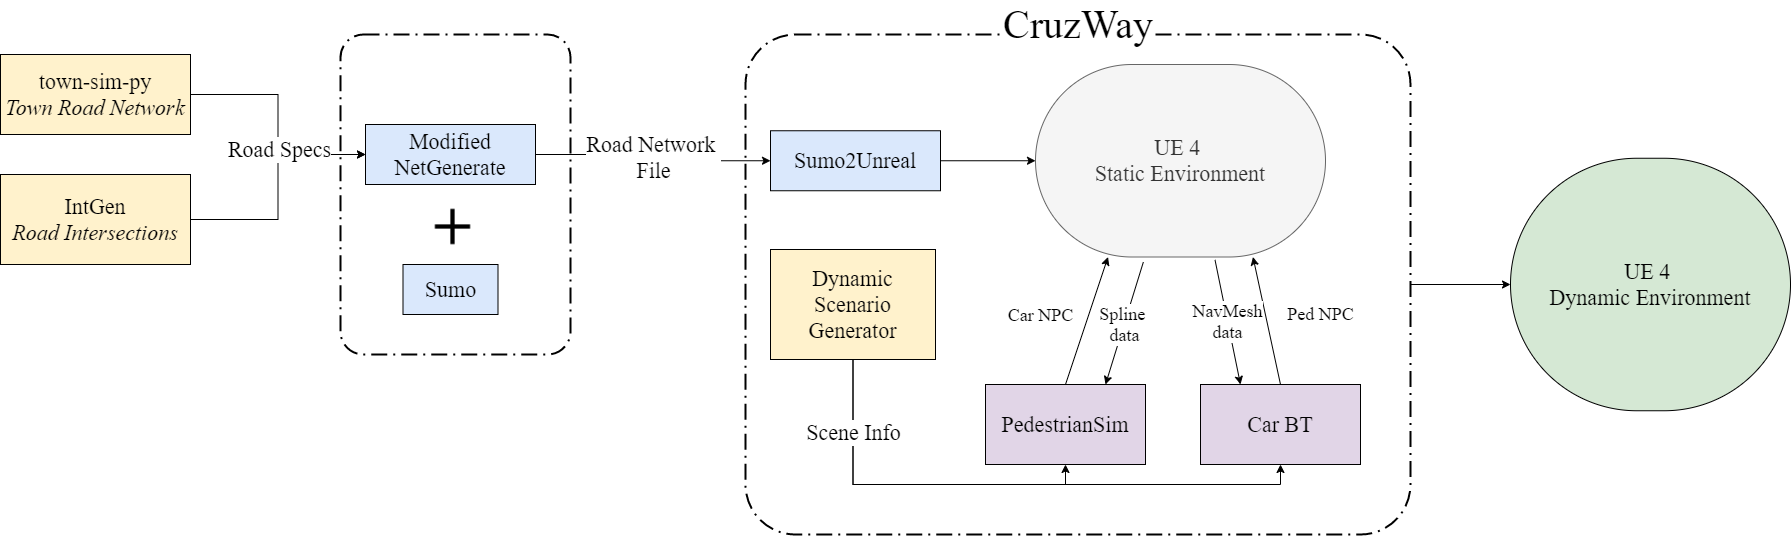 CruzWay
town-sim-py
Town Road Network
IntGen
Road Intersections
Road Specs
Modified
NetGenerate
Sumo
Road Network
File
Sumo2Unreal
UE 4
Static Environment
Dynamic
Scenario
Generator
Scene Info
Car NPC
Spline
data
NavMesh
data
Ped NPC
PedestrianSim
Car BT
UE 4
Dynamic Environment